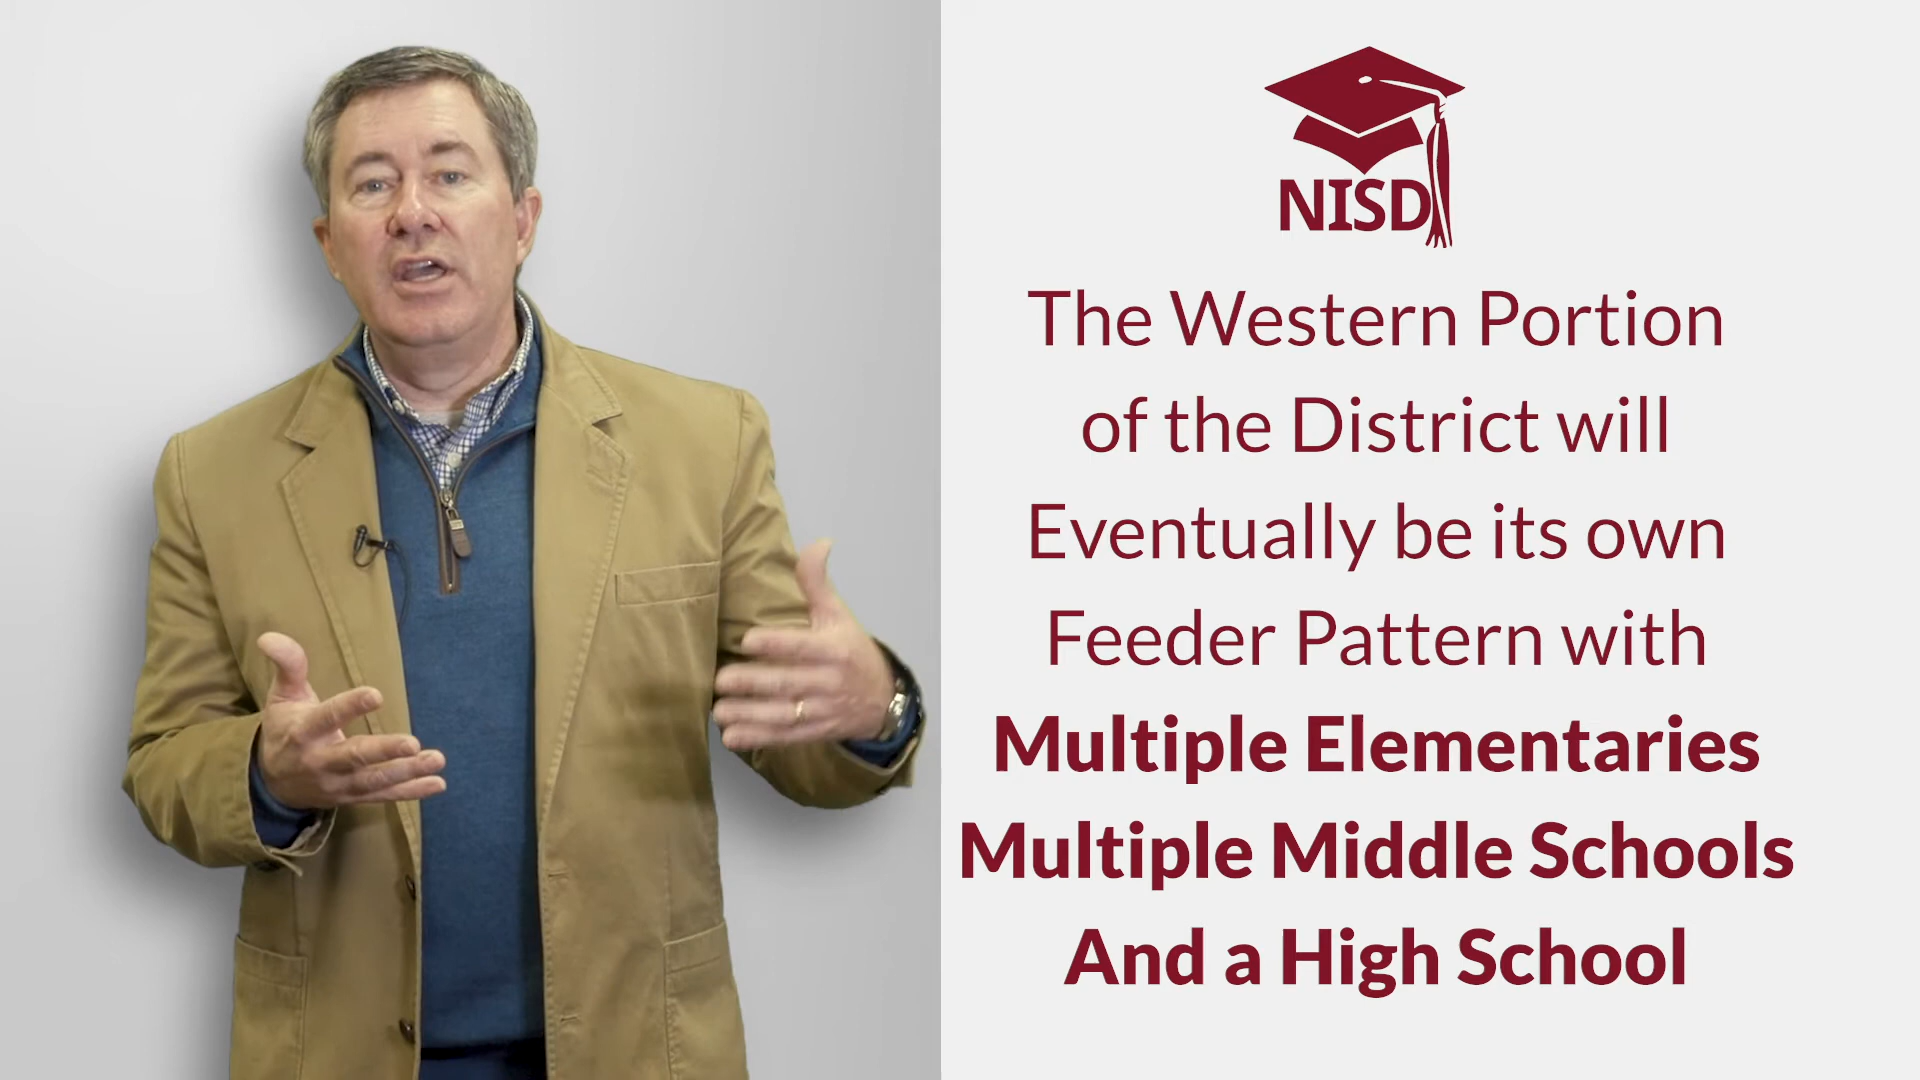 NISD
The Western Portion
of the District will
Eventually be its own
Feeder Pattern with
Multiple Elementaries
Multiple Middle Schools
And a High School